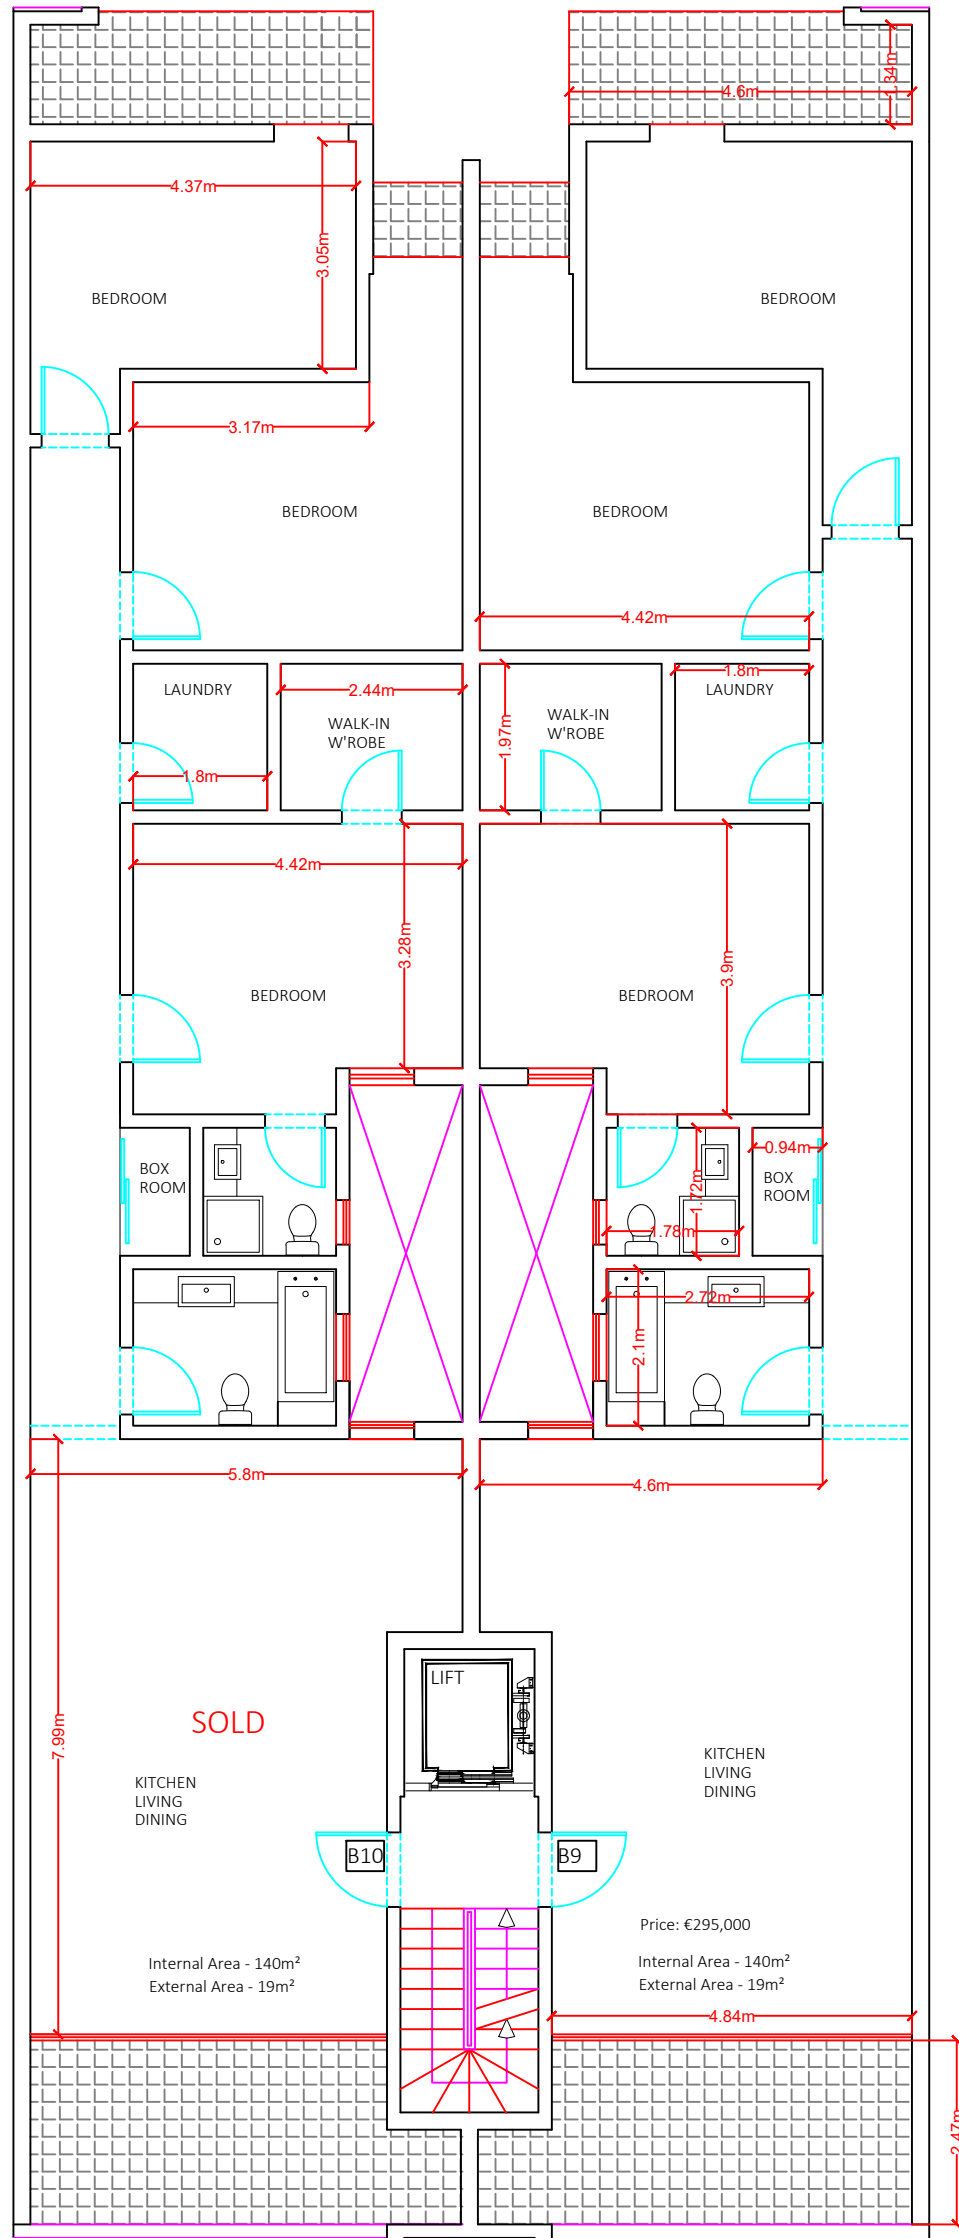 1.34m
4.6m
4.37m
3.05m
BEDROOM
BEDROOM
3.17m
BEDROOM
BEDROOM
4.42m
LAUNDRY
2.44m
WALK-IN
W'ROBE
1.97m
WALK-IN
W'ROBE
1.8m
LAUNDRY
1.8m
4.42m
3.28m
3.9m
BEDROOM
BEDROOM
BOX
ROOM
1.72m
1.78m
0.94m
BOX
ROOM
2.72m
2.1m
5.8m
4.6m
LIFT
SOLD
7.99m
KITCHEN
LIVING
DINING
KITCHEN
LIVING
DINING
B10
B9
Price: €295,000
Internal Area - 140m²
External Area - 19m²
Internal Area - 140m²
External Area - 19m²
4.84m
2.47m